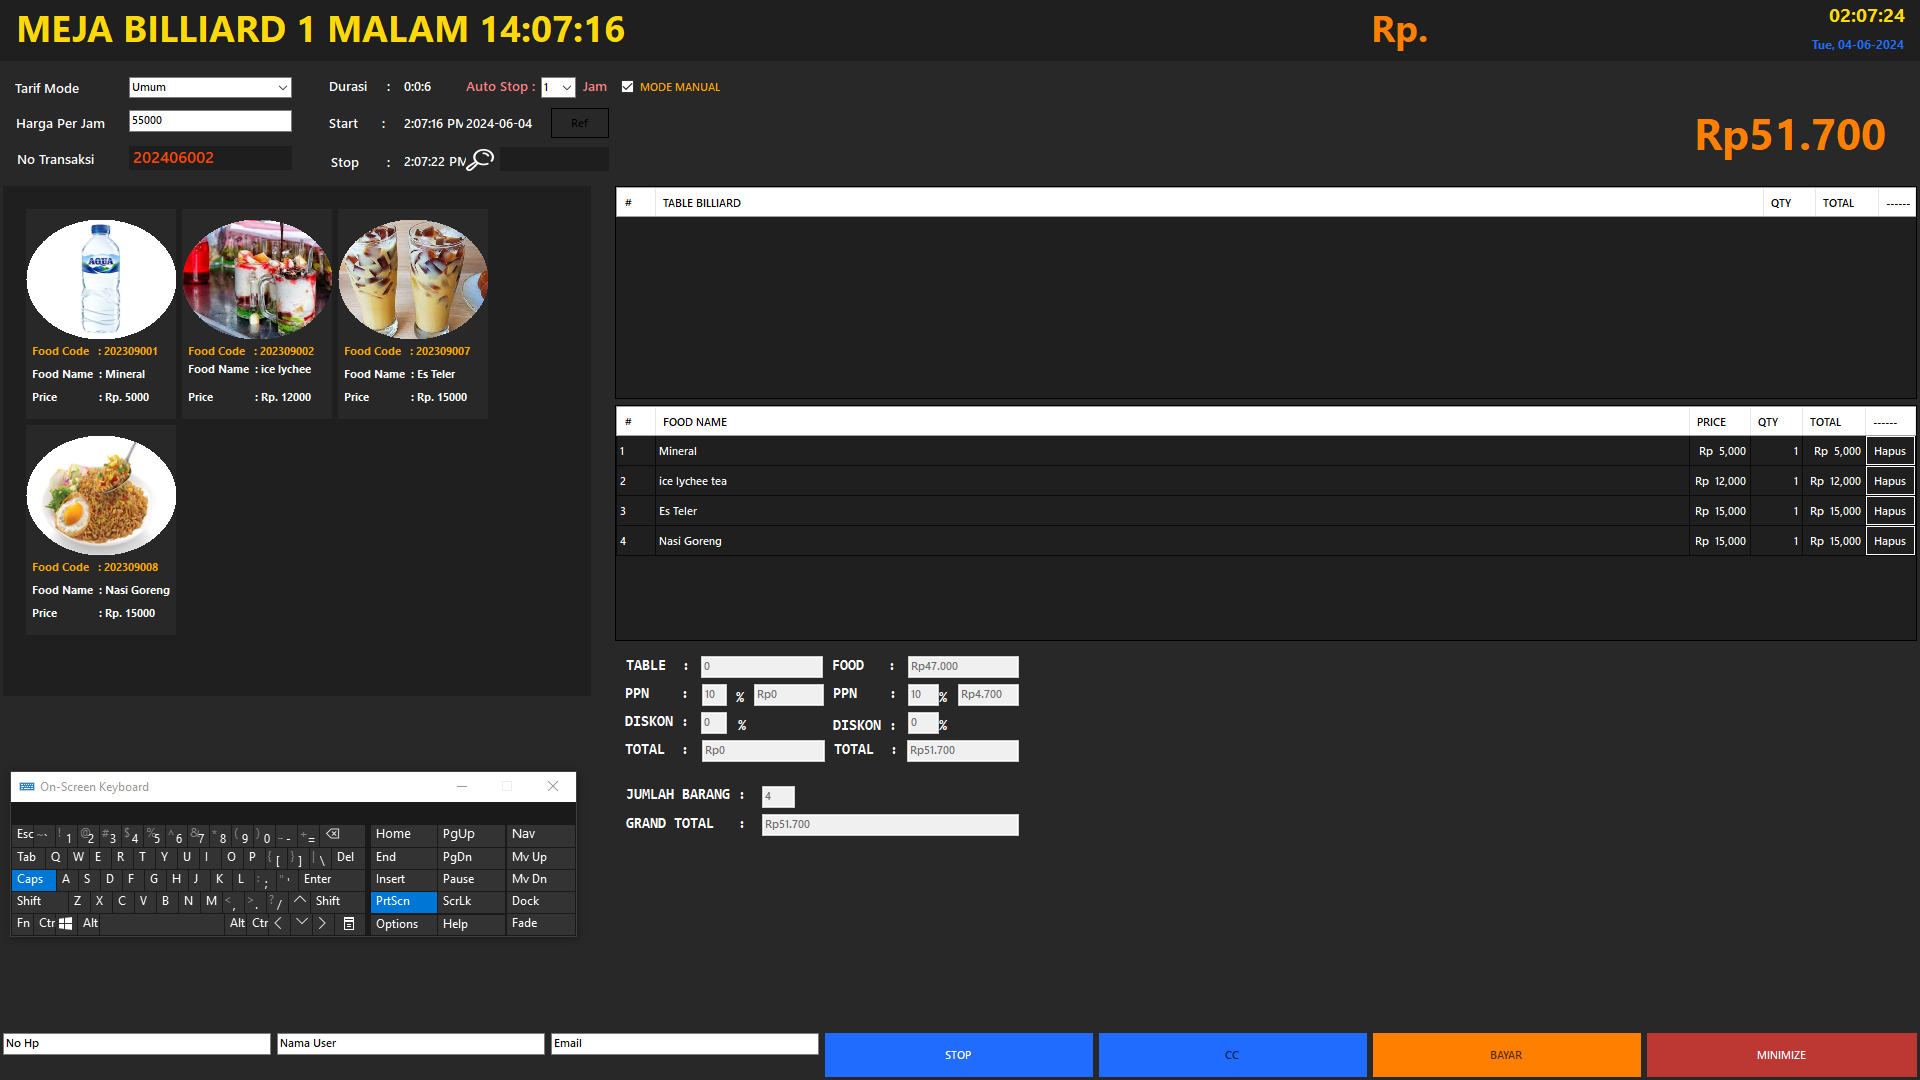 MEJA BILLIARD 1 MALAM 14:07:16
Rp.
02:07:24
Tue, 04-06-2024
Tarif Mode
Umum
Durasi : 0:0:6
Auto Stop : 1 Jam
MODE MANUAL
Harga Per Jam
55000
Start : 2:07:16 PM 2024-06-04
Ref
No Transaksi
202406002
Stop : 2:07:22 PM
Rp51.700
AQUA
Food Code : 202309001
Food Name : Mineral
Price : Rp. 5000
Food Code : 202309002
Food Name : ice lychee
Price : Rp. 12000
Food Code : 202309007
Food Name : Es Teler
Price : Rp. 15000
Food Code : 202309008
Food Name : Nasi Goreng
Price : Rp. 15000
# TABLE BILLIARD QTY TOTAL ------
# FOOD NAME PRICE QTY TOTAL ------
1 Mineral Rp 5,000 1 Rp 5,000 Hapus
2 ice lychee tea Rp 12,000 1 Rp 12,000 Hapus
3 Es Teler Rp 15,000 1 Rp 15,000 Hapus
4 Nasi Goreng Rp 15,000 1 Rp 15,000 Hapus
TABLE : 0 FOOD : Rp47.000
PPN : 10 % Rp0 PPN : 10 % Rp4.700
DISKON : 0 % DISKON : 0 %
TOTAL : Rp0 TOTAL : Rp51.700
JUMLAH BARANG : 4
GRAND TOTAL : Rp51.700
On-Screen Keyboard
Esc ~ ` ! 1 @ 2 # 3 $ 4 % 5 ^ 6 & 7 * 8 ( 9 ) 0 _ - + = Home PgUp Nav
Tab Q W E R T Y U I O P { [ } ] | \ Del End PgDn Mv Up
Caps A S D F G H J K L : ; " ' Enter Insert Pause Mv Dn
Shift Z X C V B N M < , > . ? / Shift PrtScn ScrLk Dock
Fn Ctr Alt Alt Ctr Options Help Fade
No Hp
Nama User
Email
STOP
CC
BAYAR
MINIMIZE